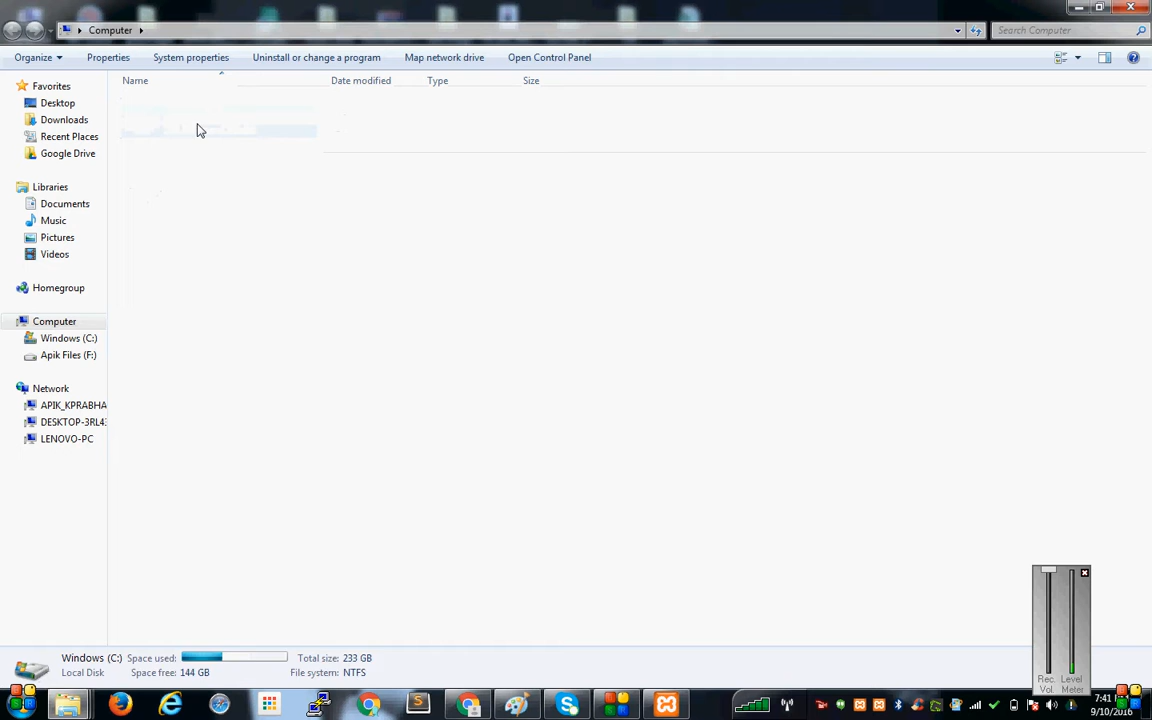 Computer
Search Computer
Organize
Properties
System properties
Uninstall or change a program
Map network drive
Open Control Panel
Name
Date modified
Type
Size
Favorites
Desktop
Downloads
Recent Places
Google Drive
Libraries
Documents
Music
Pictures
Videos
Homegroup
Computer
Windows (C:)
Apik Files (F:)
Network
APIK_KPRABHA
DESKTOP-3RL43
LENOVO-PC
Windows (C:) Space used: Total size: 233 GB
Local Disk Space free: 144 GB File system: NTFS
Rec. Level
Vol. Meter
7:41